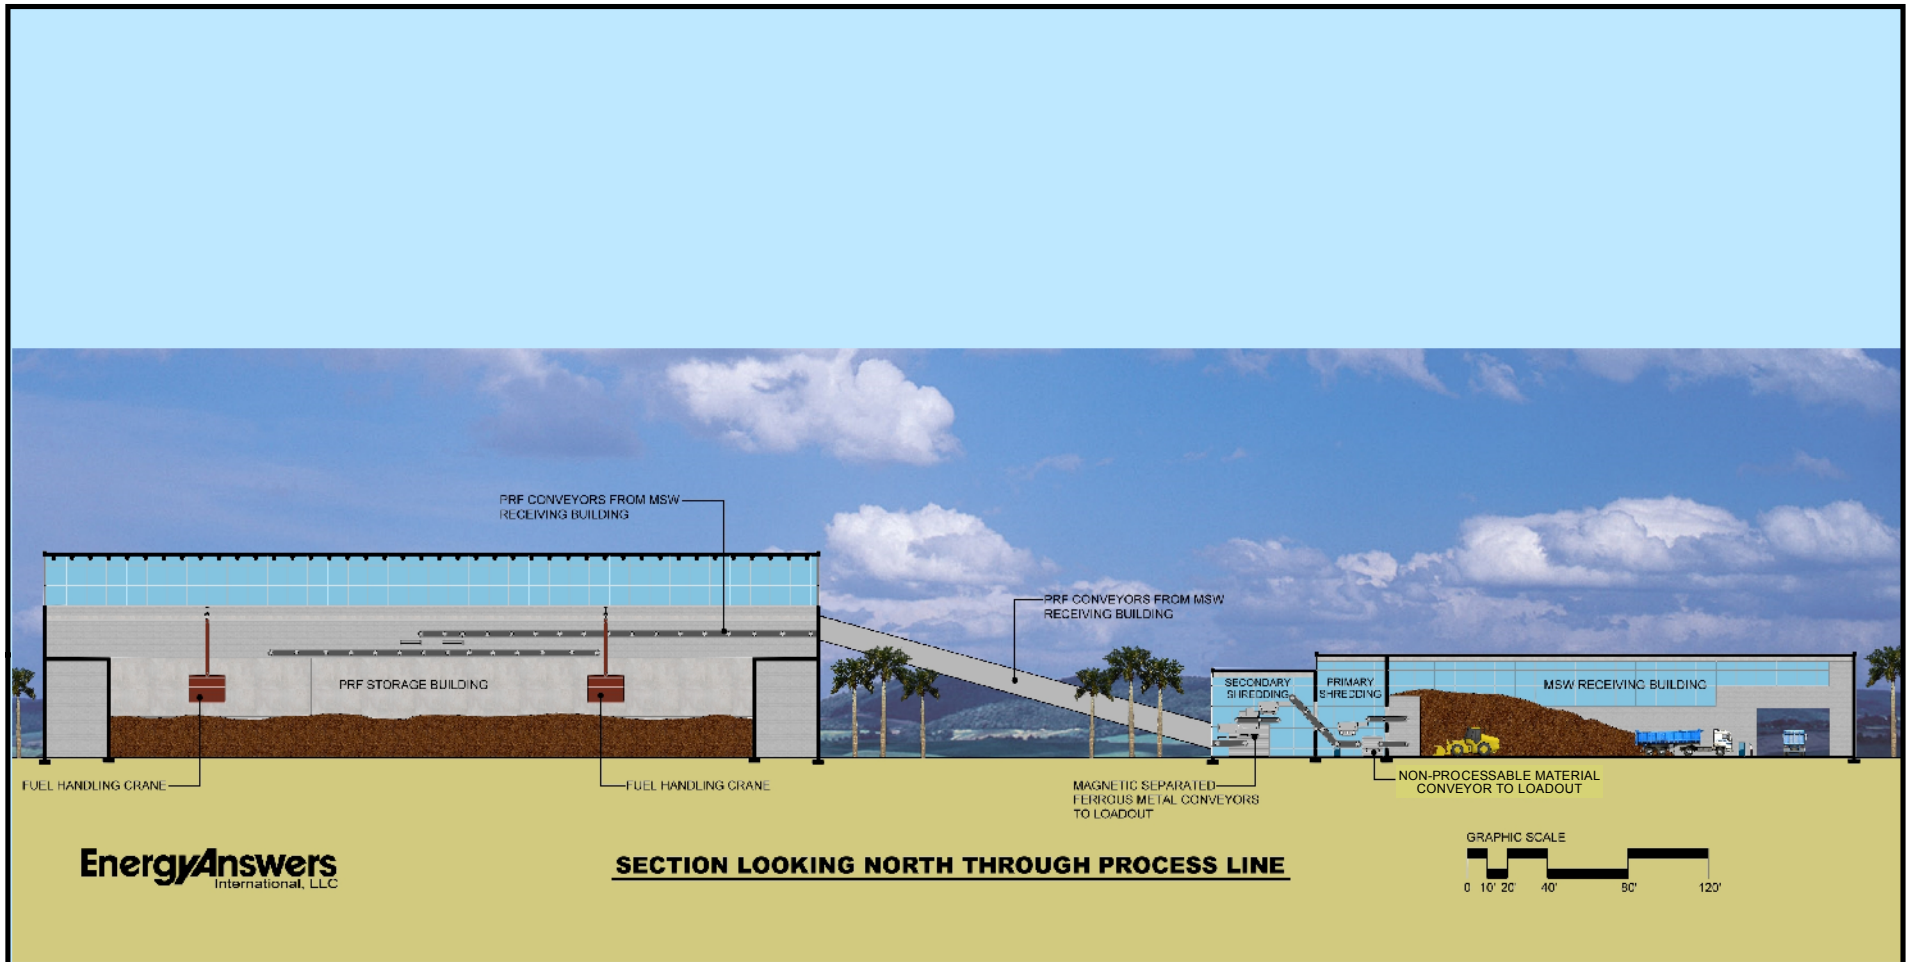 PRF CONVEYORS FROM MSW
RECEIVING BUILDING
PRF CONVEYORS FROM MSW
RECEIVING BUILDING
PRF STORAGE BUILDING
SECONDARY
SHREDDING
PRIMARY
SHREDDING
MSW RECEIVING BUILDING
FUEL HANDLING CRANE
FUEL HANDLING CRANE
MAGNETIC SEPARATED
FERROUS METAL CONVEYORS
TO LOADOUT
NON-PROCESSABLE MATERIAL
CONVEYOR TO LOADOUT
EnergyAnswers
International, LLC
SECTION LOOKING NORTH THROUGH PROCESS LINE
GRAPHIC SCALE
0 10' 20' 40' 80' 120'